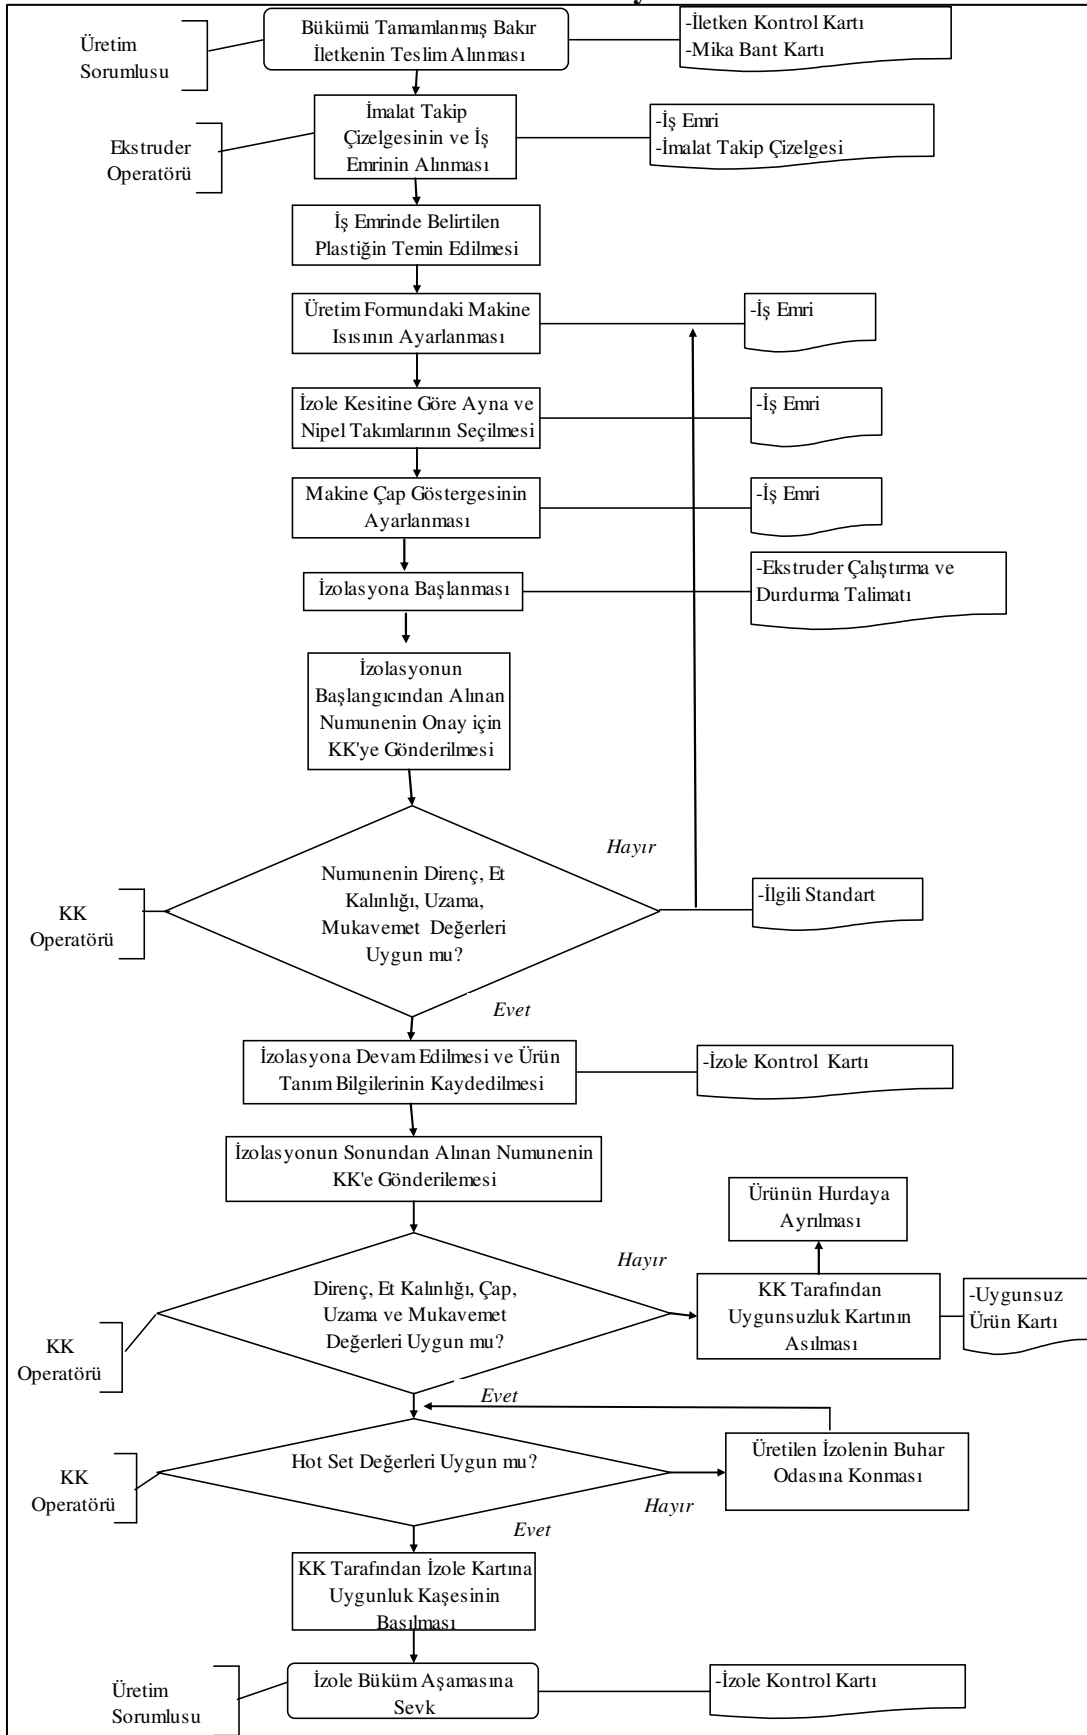 Bükümü Tamamlanmış Bakır
İletkenin Teslim Alınması
Üretim
Sorumlusu
-İletken Kontrol Kartı
-Mika Bant Kartı
İmalat Takip
Çizelgesinin ve İş
Emrinin Alınması
Ekstruder
Operatörü
-İş Emri
-İmalat Takip Çizelgesi
İş Emrinde Belirtilen
Plastiğin Temin Edilmesi
Üretim Formundaki Makine
Isısının Ayarlanması
-İş Emri
İzole Kesitine Göre Ayna ve
Nipel Takımlarının Seçilmesi
-İş Emri
Makine Çap Göstergesinin
Ayarlanması
-İş Emri
İzolasyona Başlanması
-Ekstruder Çalıştırma ve
Durdurma Talimatı
İzolasyonun
Başlangıcından Alınan
Numunenin Onay için
KK'ye Gönderilmesi
Hayır
Numunenin Direnç, Et
Kalınlığı, Uzama,
Mukavemet Değerleri
Uygun mu?
KK
Operatörü
-İlgili Standart
Evet
İzolasyona Devam Edilmesi ve Ürün
Tanım Bilgilerinin Kaydedilmesi
-İzole Kontrol Kartı
İzolasyonun Sonundan Alınan Numunenin
KK'e Gönderilemesi
Ürünün Hurdaya
Ayrılması
Hayır
Direnç, Et Kalınlığı, Çap,
Uzama ve Mukavemet
Değerleri Uygun mu?
KK Tarafından
Uygunsuzluk Kartının
Asılması
-Uygunsuz
Ürün Kartı
KK
Operatörü
Evet
Hot Set Değerleri Uygun mu?
Üretilen İzolenin Buhar
Odasına Konması
KK
Operatörü
Hayır
Evet
KK Tarafından İzole Kartına
Uygunluk Kaşesinin
Basılması
Üretim
Sorumlusu
İzole Büküm Aşamasına
Sevk
-İzole Kontrol Kartı